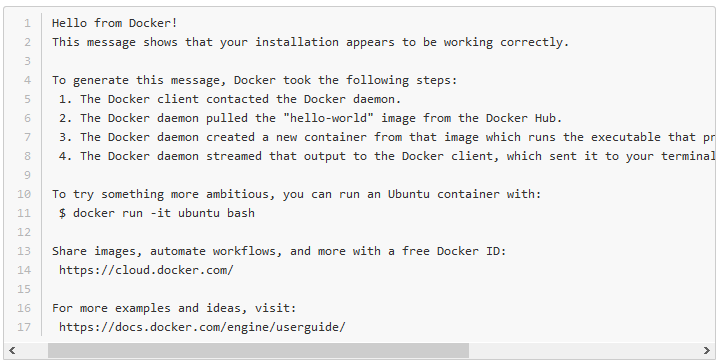 1 Hello from Docker!
2 This message shows that your installation appears to be working correctly.
3
4 To generate this message, Docker took the following steps:
5 1. The Docker client contacted the Docker daemon.
6 2. The Docker daemon pulled the "hello-world" image from the Docker Hub.
7 3. The Docker daemon created a new container from that image which runs the executable that pr
8 4. The Docker daemon streamed that output to the Docker client, which sent it to your terminal
9
10 To try something more ambitious, you can run an Ubuntu container with:
11 $ docker run -it ubuntu bash
12
13 Share images, automate workflows, and more with a free Docker ID:
14 https://cloud.docker.com/
15
16 For more examples and ideas, visit:
17 https://docs.docker.com/engine/userguide/